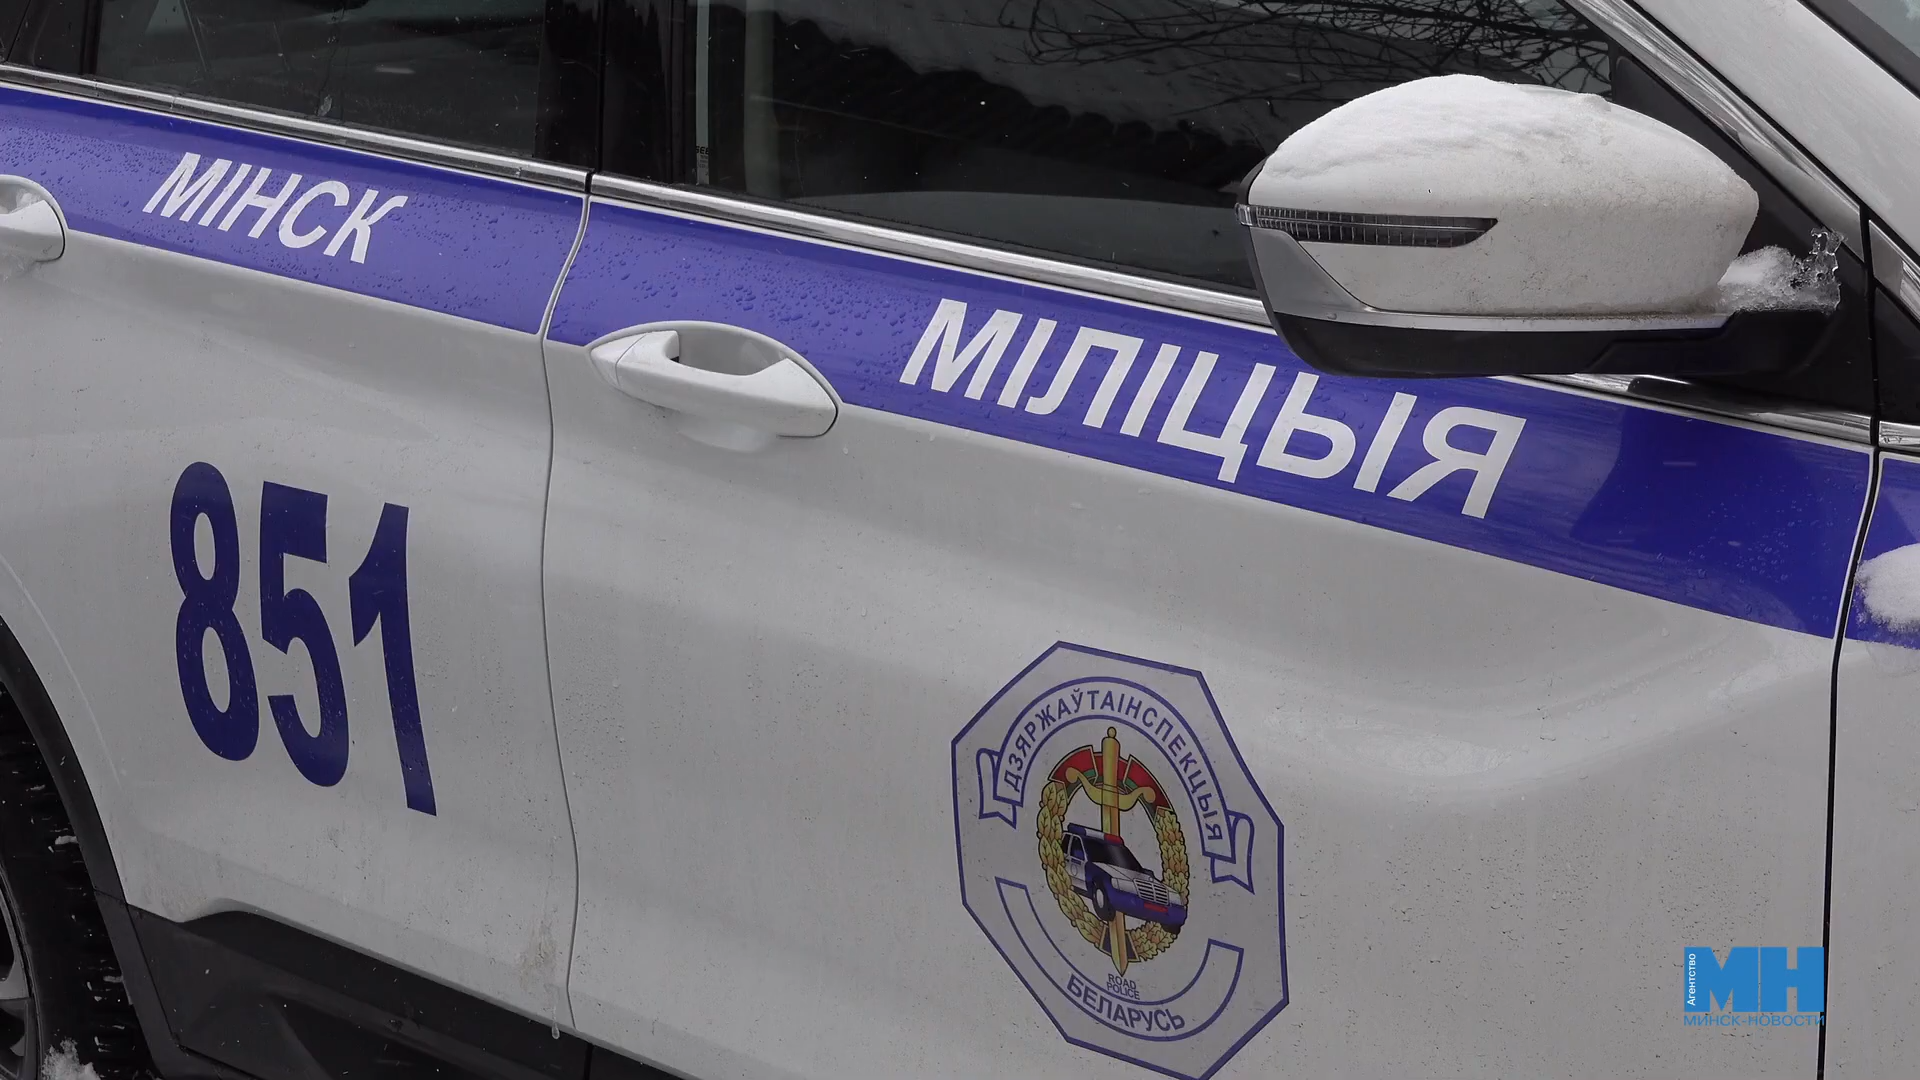 МІНСК
МІЛІЦЫЯ
851
ДЗЯРЖАЎТАІНСПЕКЦЫЯ
ROAD
POLICE
БЕЛАРУСЬ
Агентство
МН
МИНСК-НОВОСТИ